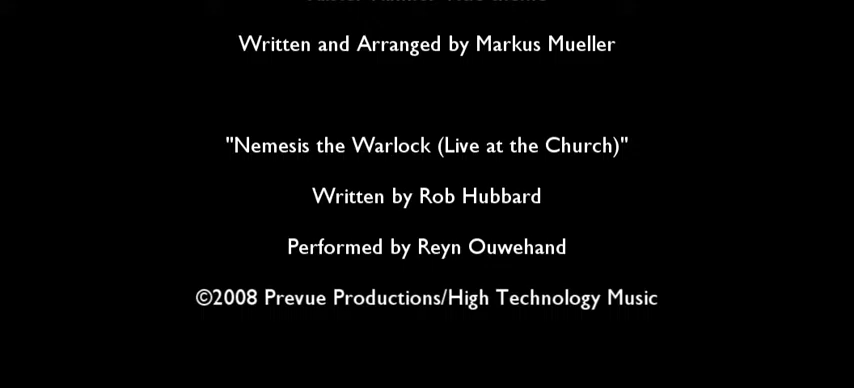 Written and Arranged by Markus Mueller
"Nemesis the Warlock (Live at the Church)"
Written by Rob Hubbard
Performed by Reyn Ouwehand
©2008 Prevue Productions/High Technology Music